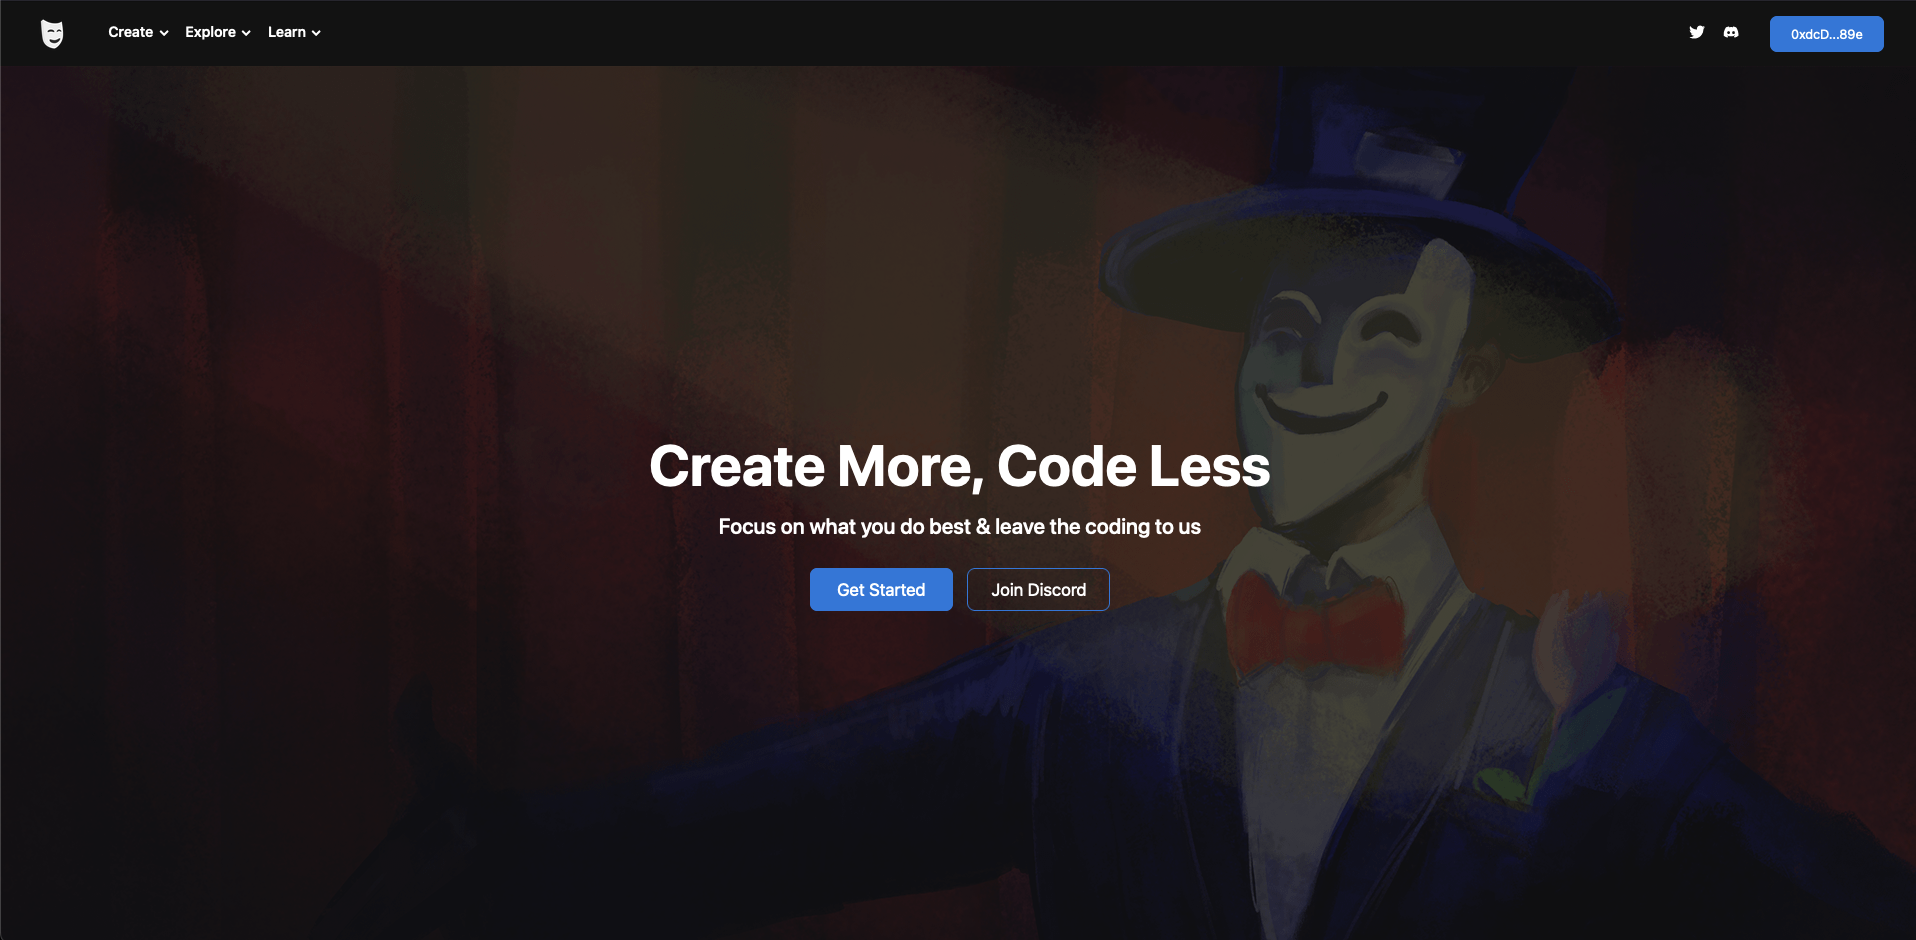 Create
Explore
Learn
0xdcD...89e
Create More, Code Less
Focus on what you do best & leave the coding to us
Get Started
Join Discord